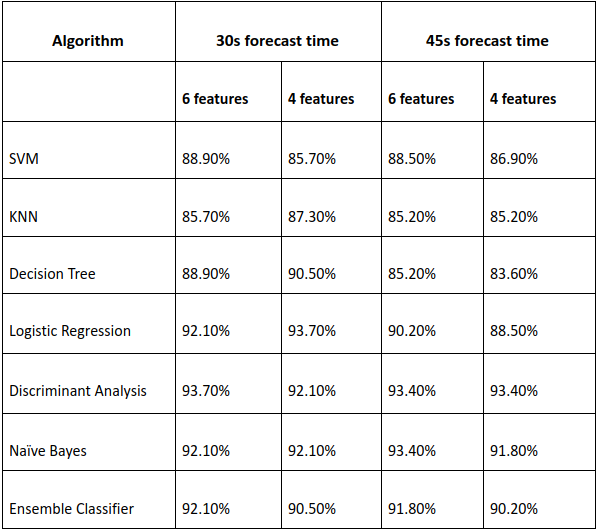 Algorithm 30s forecast time 45s forecast time
6 features 4 features 6 features 4 features
SVM 88.90% 85.70% 88.50% 86.90%
KNN 85.70% 87.30% 85.20% 85.20%
Decision Tree 88.90% 90.50% 85.20% 83.60%
Logistic Regression 92.10% 93.70% 90.20% 88.50%
Discriminant Analysis 93.70% 92.10% 93.40% 93.40%
Naïve Bayes 92.10% 92.10% 93.40% 91.80%
Ensemble Classifier 92.10% 90.50% 91.80% 90.20%